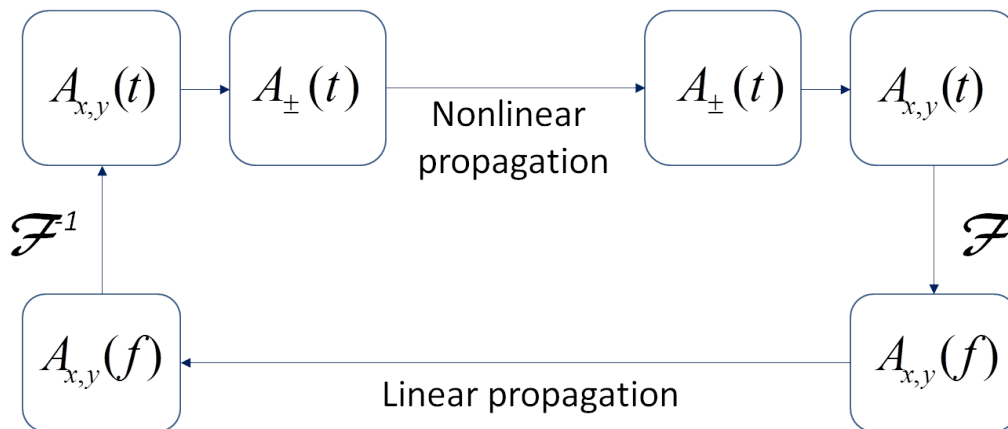 A_{x,y}(t) A_±(t) A_±(t) A_{x,y}(t)
Nonlinear
propagation
ℱ^{-1} ℱ
A_{x,y}(f) A_{x,y}(f)
Linear propagation